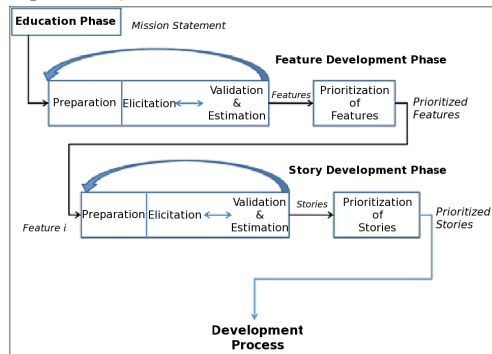 Education Phase
Mission Statement
Feature Development Phase
Preparation
Elicitation
Validation
&
Estimation
Features
Prioritization
of
Features
Prioritized
Features
Story Development Phase
Feature i
Preparation
Elicitation
Validation
&
Estimation
Stories
Prioritization
of
Stories
Prioritized
Stories
Development
Process